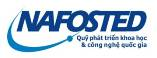 NAFOSTED
Quỹ phát triển khoa học
& công nghệ quốc gia